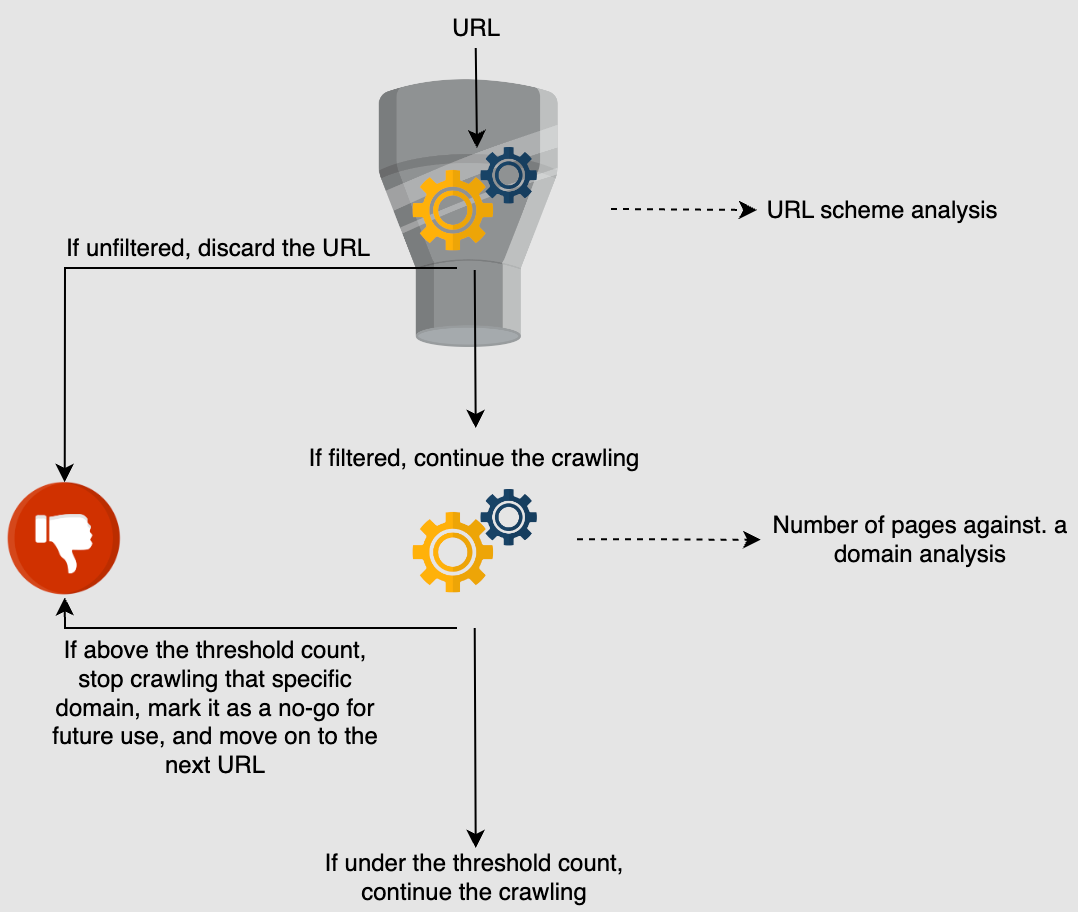 URL
URL scheme analysis
If unfiltered, discard the URL
If filtered, continue the crawling
Number of pages against. a
domain analysis
If above the threshold count,
stop crawling that specific
domain, mark it as a no-go for
future use, and move on to the
next URL
If under the threshold count,
continue the crawling